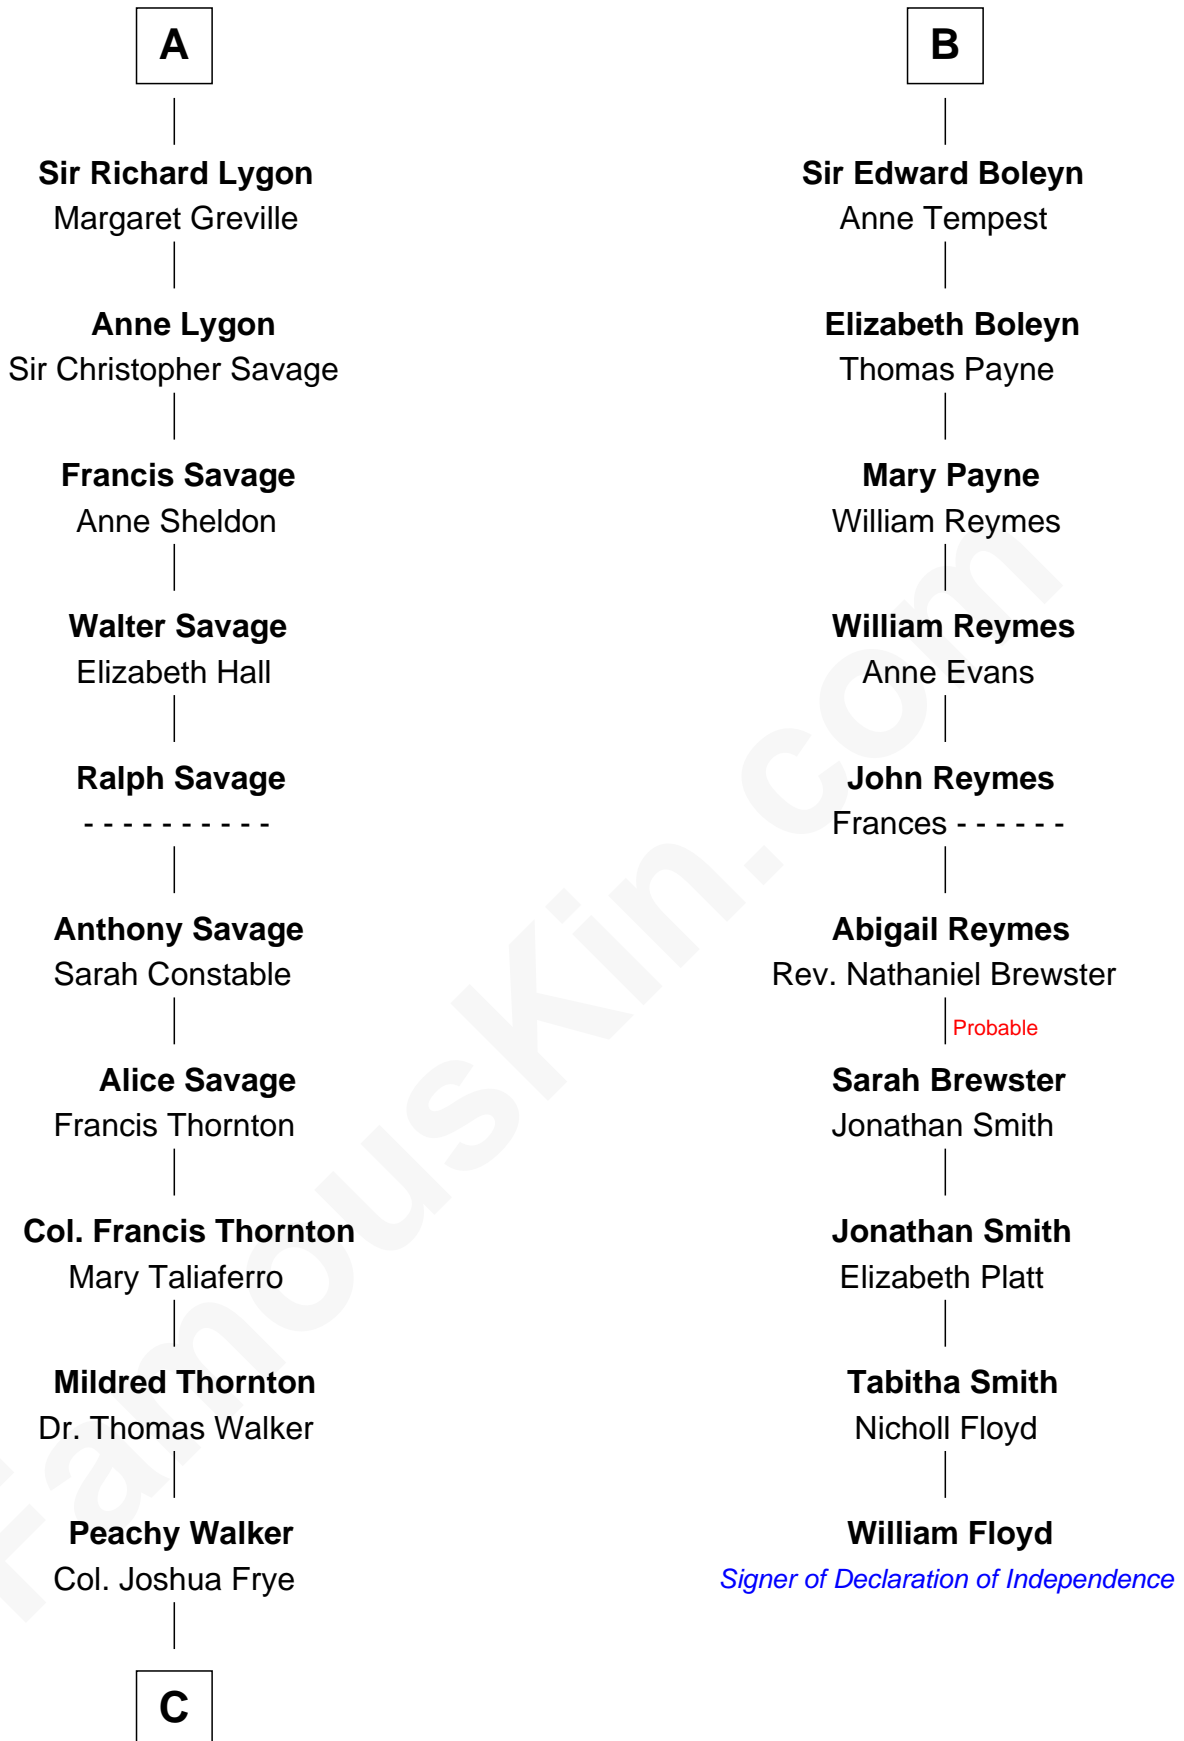 A
Sir Richard Lygon
Margaret Greville
Anne Lygon
Sir Christopher Savage
Francis Savage
Anne Sheldon
Walter Savage
Elizabeth Hall
Ralph Savage
- - - - - - - - - -
Anthony Savage
Sarah Constable
Alice Savage
Francis Thornton
Col. Francis Thornton
Mary Taliaferro
Mildred Thornton
Dr. Thomas Walker
Peachy Walker
Col. Joshua Frye
C
B
Sir Edward Boleyn
Anne Tempest
Elizabeth Boleyn
Thomas Payne
Mary Payne
William Reymes
William Reymes
Anne Evans
John Reymes
Frances - - - - - -
Abigail Reymes
Rev. Nathaniel Brewster
Probable
Sarah Brewster
Jonathan Smith
Jonathan Smith
Elizabeth Platt
Tabitha Smith
Nicholl Floyd
William Floyd
Signer of Declaration of Independence
FamousKin.com